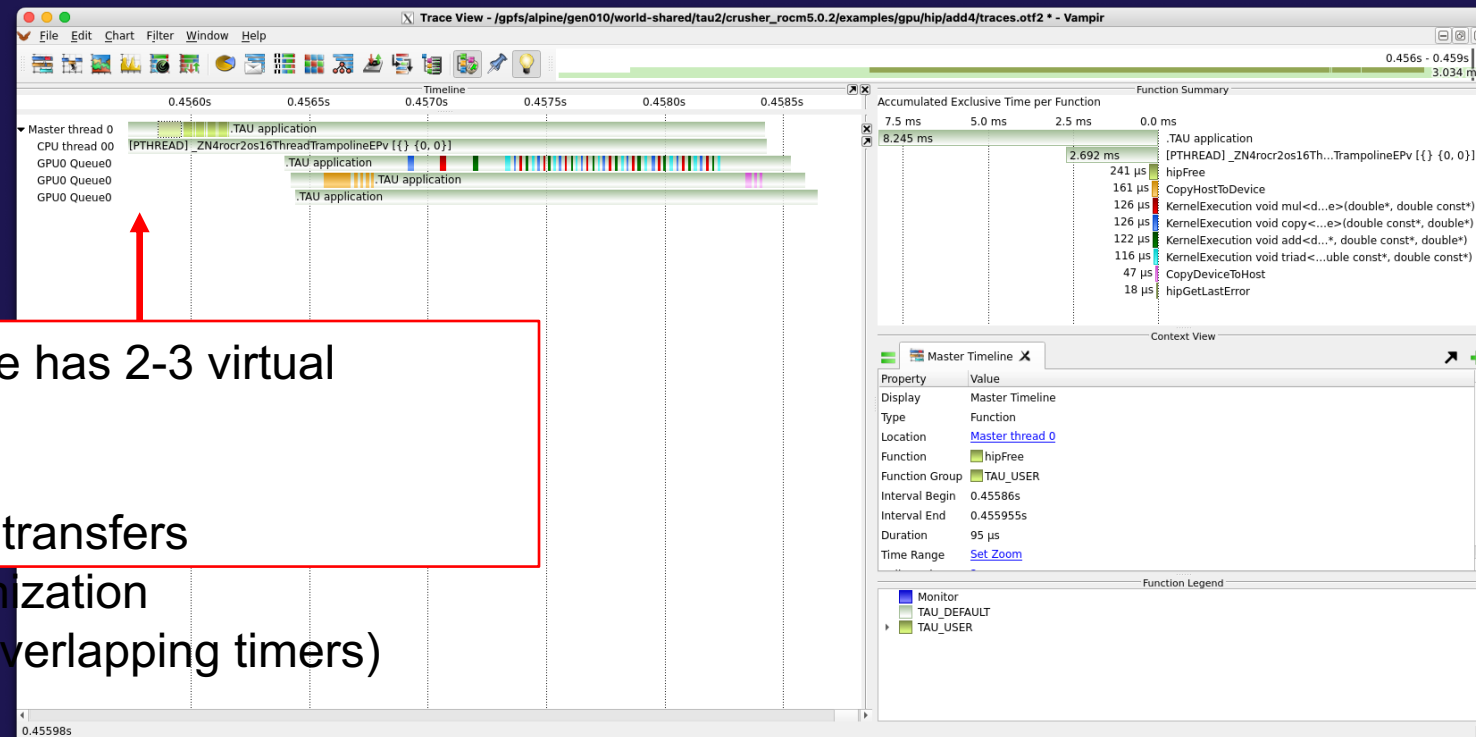 Trace View - /gpfs/alpine/gen010/world-shared/tau2/crusher_rocm5.0.2/examples/gpu/hip/add4/traces.otf2 * - Vampir
File Edit Chart Filter Window Help
0.456s - 0.459s
3.034 m
Timeline
0.4560s 0.4565s 0.4570s 0.4575s 0.4580s 0.4585s
Master thread 0 .TAU application
CPU thread 00 [PTHREAD] _ZN4rocr2os16ThreadTrampolineEPv [{} {0, 0}]
GPU0 Queue0 .TAU application
GPU0 Queue0 .TAU application
GPU0 Queue0 .TAU application
e has 2-3 virtual
transfers
nization
verlapping timers)
0.45598s
Function Summary
Accumulated Exclusive Time per Function
7.5 ms 5.0 ms 2.5 ms 0.0 ms
8.245 ms .TAU application
2.692 ms [PTHREAD] _ZN4rocr2os16Th...TrampolineEPv [{} {0, 0}]
241 µs hipFree
161 µs CopyHostToDevice
126 µs KernelExecution void mul<d...e>(double*, double const*)
126 µs KernelExecution void copy<...e>(double const*, double*)
122 µs KernelExecution void add<d...*, double const*, double*)
116 µs KernelExecution void triad<...uble const*, double const*)
47 µs CopyDeviceToHost
18 µs hipGetLastError
Context View
Master Timeline
Property Value
Display Master Timeline
Type Function
Location Master thread 0
Function hipFree
Function Group TAU_USER
Interval Begin 0.45586s
Interval End 0.455955s
Duration 95 µs
Time Range Set Zoom
Function Legend
Monitor
TAU_DEFAULT
TAU_USER